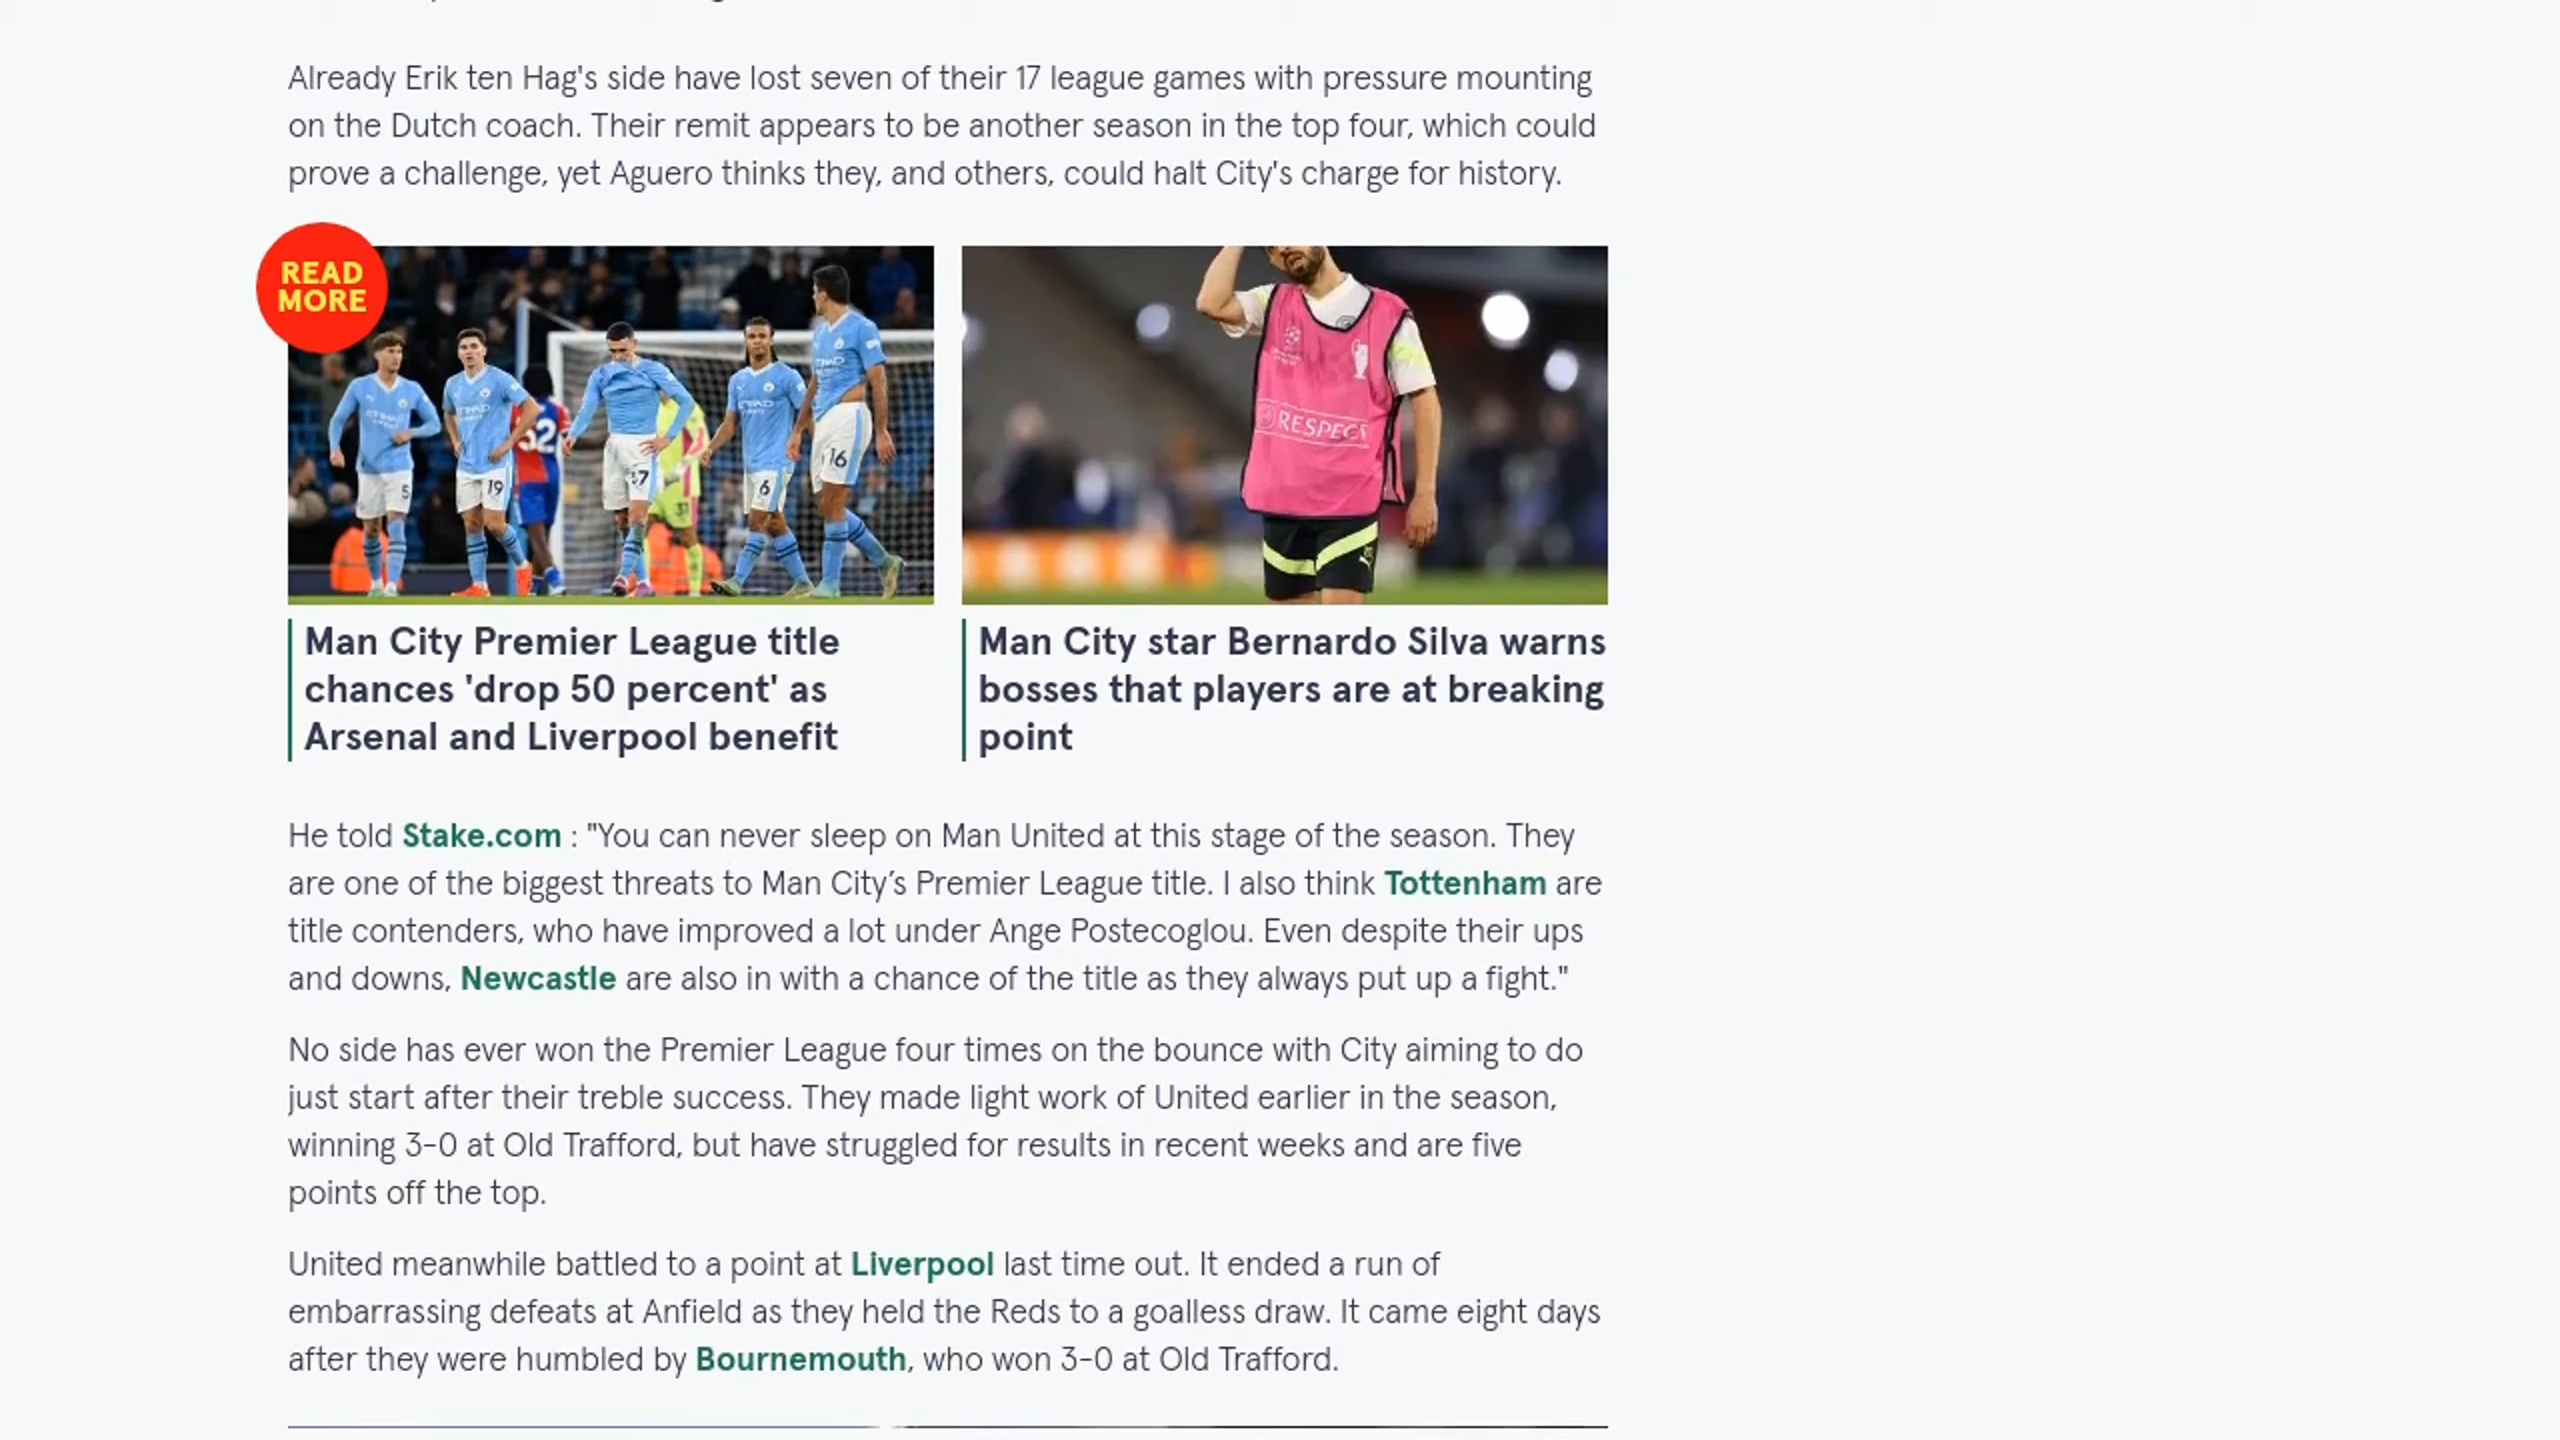 Already Erik ten Hag's side have lost seven of their 17 league games with pressure mounting
on the Dutch coach. Their remit appears to be another season in the top four, which could
prove a challenge, yet Aguero thinks they, and others, could halt City's charge for history.
READ
MORE
52
5
19
47
31
6
16
RESPECT
Man City Premier League title
chances 'drop 50 percent' as
Arsenal and Liverpool benefit
Man City star Bernardo Silva warns
bosses that players are at breaking
point
He told Stake.com : "You can never sleep on Man United at this stage of the season. They
are one of the biggest threats to Man City’s Premier League title. I also think Tottenham are
title contenders, who have improved a lot under Ange Postecoglou. Even despite their ups
and downs, Newcastle are also in with a chance of the title as they always put up a fight."
No side has ever won the Premier League four times on the bounce with City aiming to do
just start after their treble success. They made light work of United earlier in the season,
winning 3-0 at Old Trafford, but have struggled for results in recent weeks and are five
points off the top.
United meanwhile battled to a point at Liverpool last time out. It ended a run of
embarrassing defeats at Anfield as they held the Reds to a goalless draw. It came eight days
after they were humbled by Bournemouth, who won 3-0 at Old Trafford.